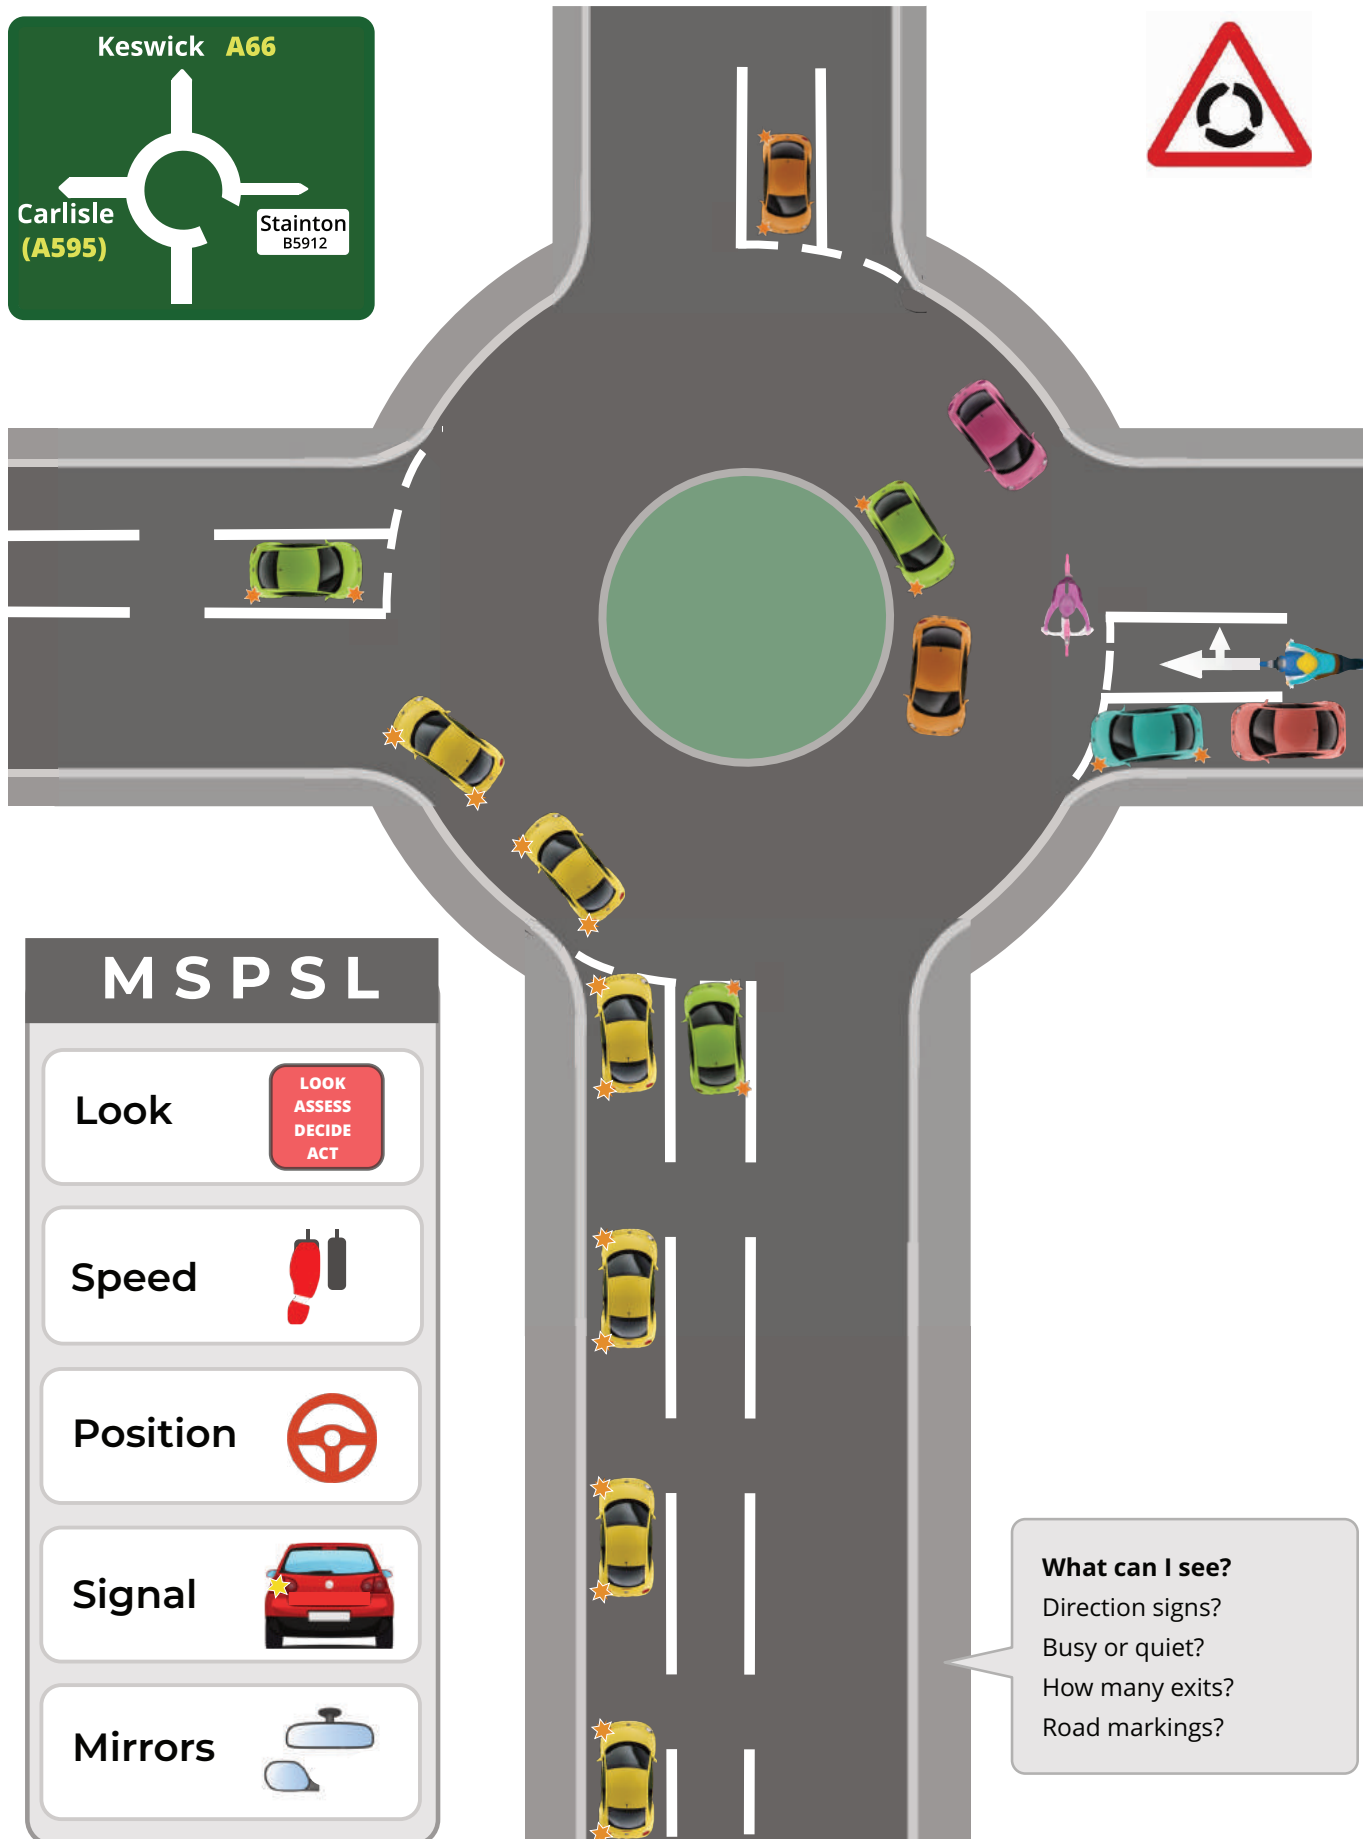 Keswick A66
Carlisle
(A595)
Stainton
B5912
M S P S L
Look
LOOK
ASSESS
DECIDE
ACT
Speed
Position
Signal
Mirrors
What can I see?
Direction signs?
Busy or quiet?
How many exits?
Road markings?